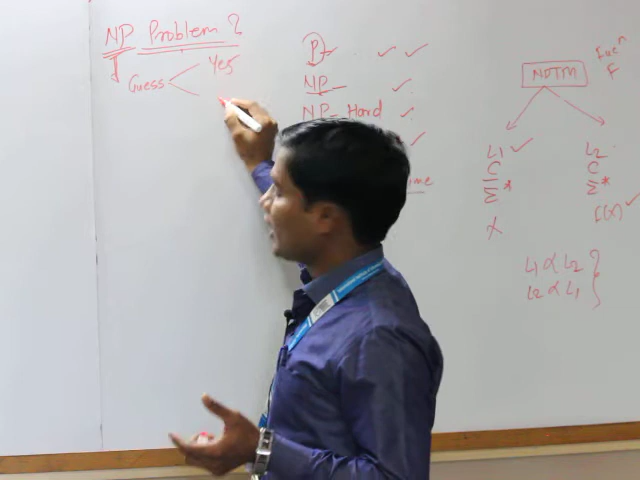 NP Problem ?
Guess
Yes
P
NP
NP-Hard
NDTM
L1
C
Σ*
X
L2
C
Σ*
f(x)
L1 ∝ L2
L2 ∝ L1